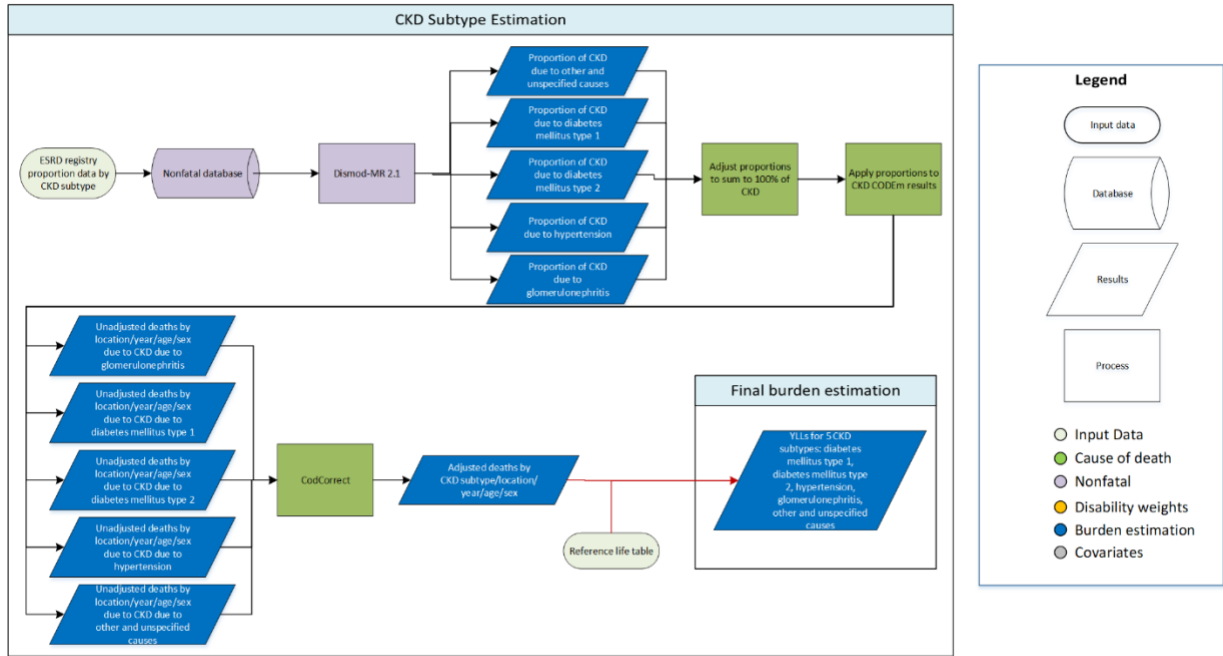 CKD Subtype Estimation
ESRD registry
proportion data by
CKD subtype
Nonfatal database
Dismod-MR 2.1
Proportion of CKD
due to other and
unspecified causes
Proportion of CKD
due to diabetes
mellitus type 1
Proportion of CKD
due to diabetes
mellitus type 2
Proportion of CKD
due to hypertension
Proportion of CKD
due to
glomerulonephritis
Adjust proportions
to sum to 100% of
CKD
Apply proportions to
CKD CODEm results
Unadjusted deaths by
location/year/age/sex
due to CKD due to
glomerulonephritis
Unadjusted deaths by
location/year/age/sex
due to CKD due to
diabetes mellitus type 1
Unadjusted deaths by
location/year/age/sex
due to CKD due to
diabetes mellitus type 2
Unadjusted deaths by
location/year/age/sex
due to CKD due to
hypertension
Unadjusted deaths by
location/year/age/sex
due to CKD due to
other and unspecified
causes
CodCorrect
Adjusted deaths by
CKD subtype/location/
year/age/sex
Reference life table
Final burden estimation
YLLs for 5 CKD
subtypes: diabetes
mellitus type 1,
diabetes mellitus type
2, hypertension,
glomerulonephritis,
other and unspecified
causes
Legend
Input data
Database
Results
Process
Input Data
Cause of death
Nonfatal
Disability weights
Burden estimation
Covariates